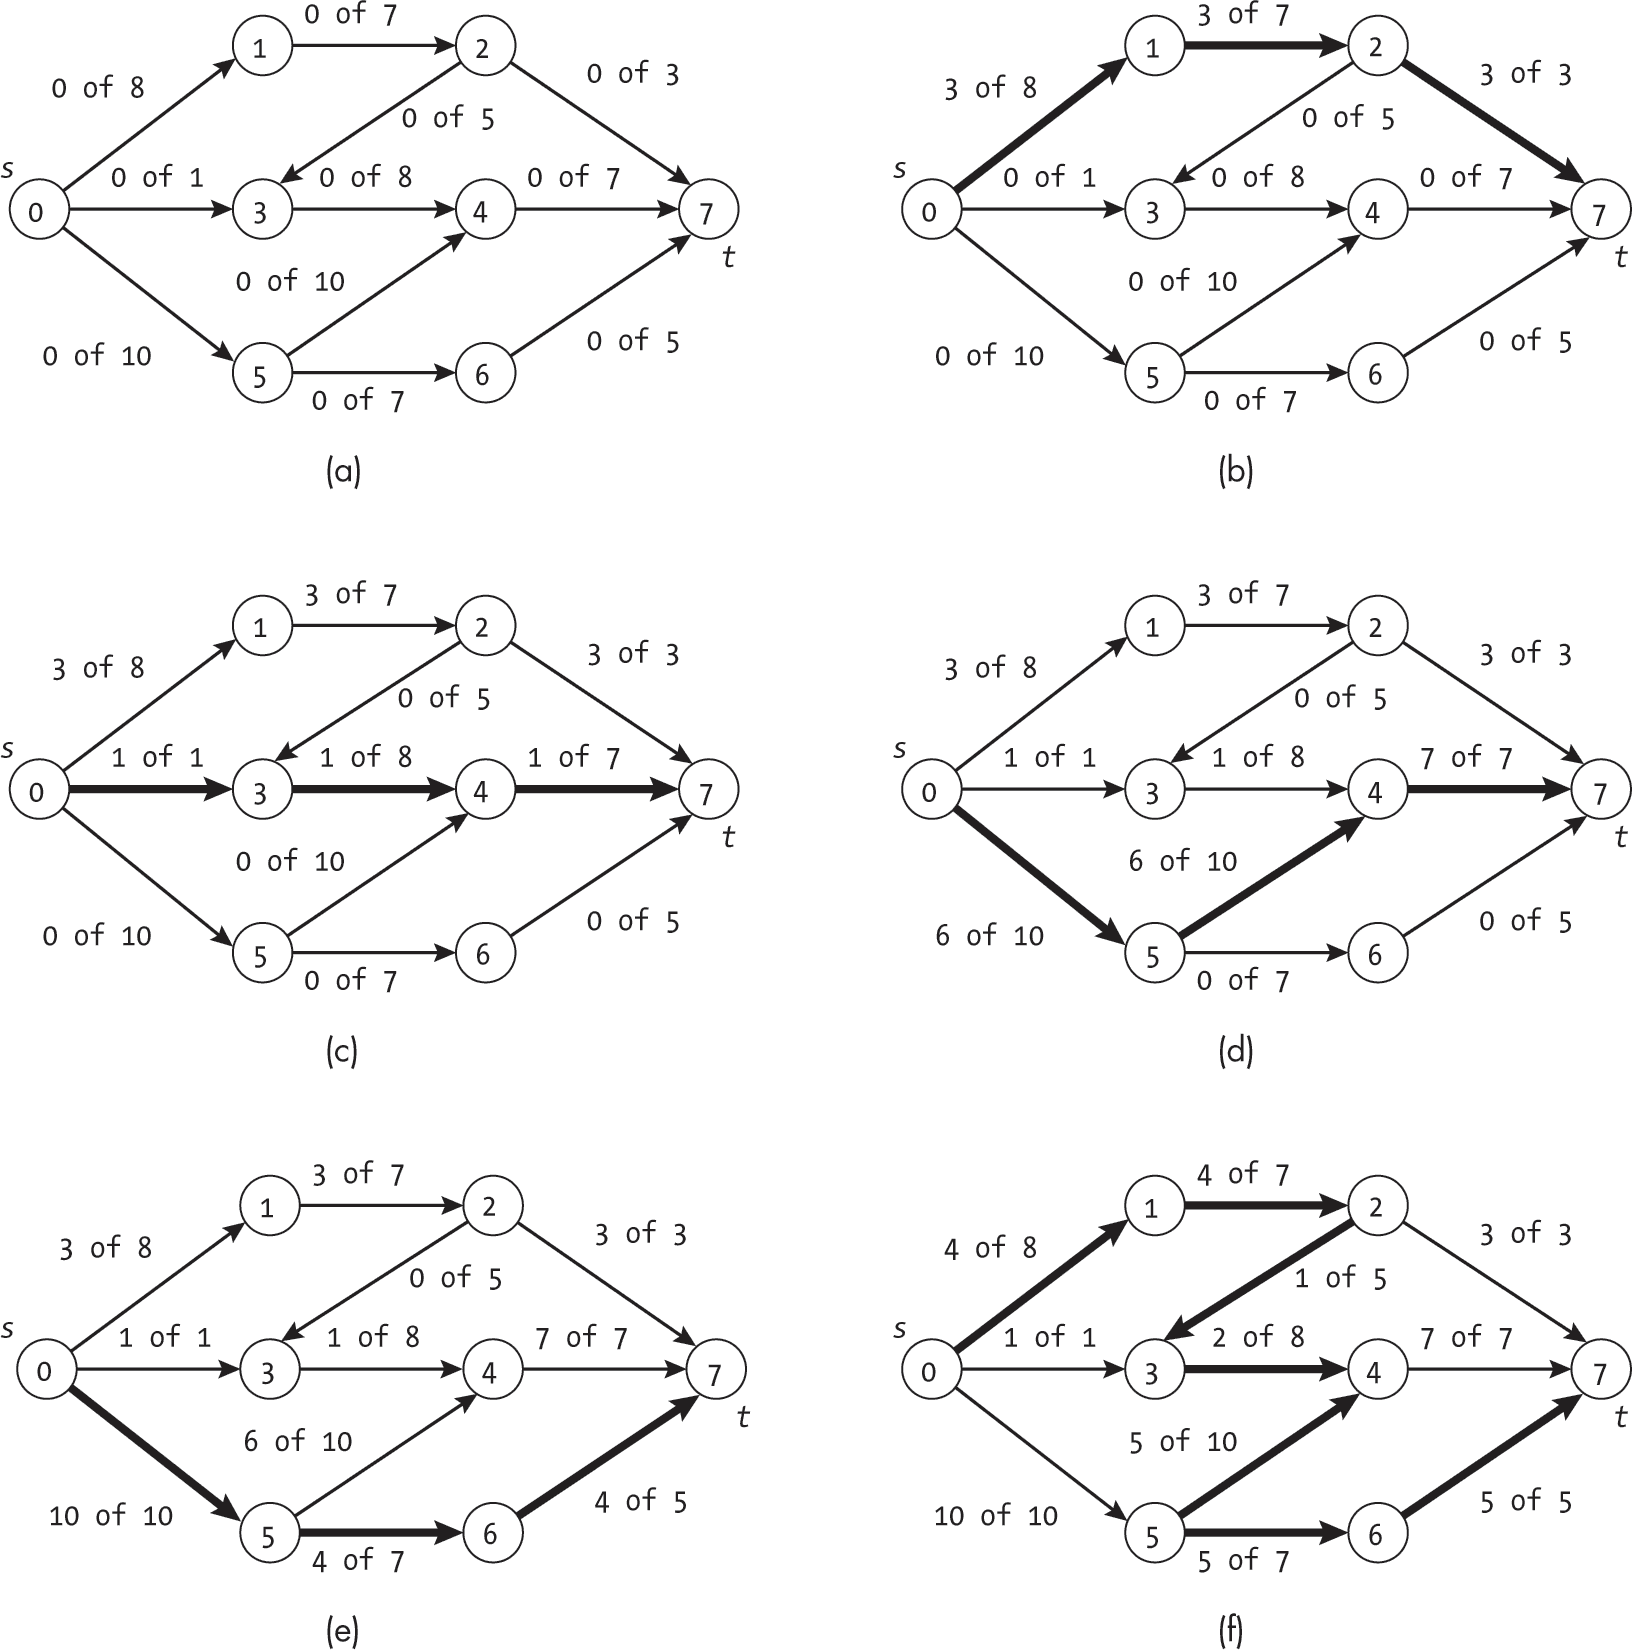 0 of 7
1
2
0 of 8
0 of 3
0 of 5
s
0 of 1
0 of 8
0 of 7
0
3
4
7
t
0 of 10
0 of 10
0 of 5
5
6
0 of 7
(a)
3 of 7
1
2
3 of 8
3 of 3
0 of 5
s
0 of 1
0 of 8
0 of 7
0
3
4
7
t
0 of 10
0 of 10
0 of 5
5
6
0 of 7
(b)
3 of 7
1
2
3 of 8
3 of 3
0 of 5
s
1 of 1
1 of 8
1 of 7
0
3
4
7
t
0 of 10
0 of 10
0 of 5
5
6
0 of 7
(c)
3 of 7
1
2
3 of 8
3 of 3
0 of 5
s
1 of 1
1 of 8
7 of 7
0
3
4
7
t
6 of 10
6 of 10
0 of 5
5
6
0 of 7
(d)
3 of 7
1
2
3 of 8
3 of 3
0 of 5
s
1 of 1
1 of 8
7 of 7
0
3
4
7
t
6 of 10
10 of 10
4 of 5
5
6
4 of 7
(e)
4 of 7
1
2
4 of 8
3 of 3
1 of 5
s
1 of 1
2 of 8
7 of 7
0
3
4
7
t
5 of 10
10 of 10
5 of 5
5
6
5 of 7
(f)